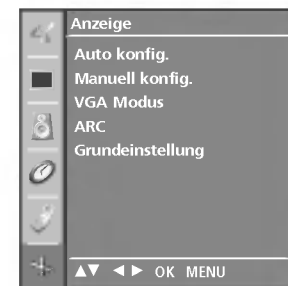 Anzeige
Auto konfig.
Manuell konfig.
VGA Modus
ARC
Grundeinstellung
▲▼ ◄► OK MENU